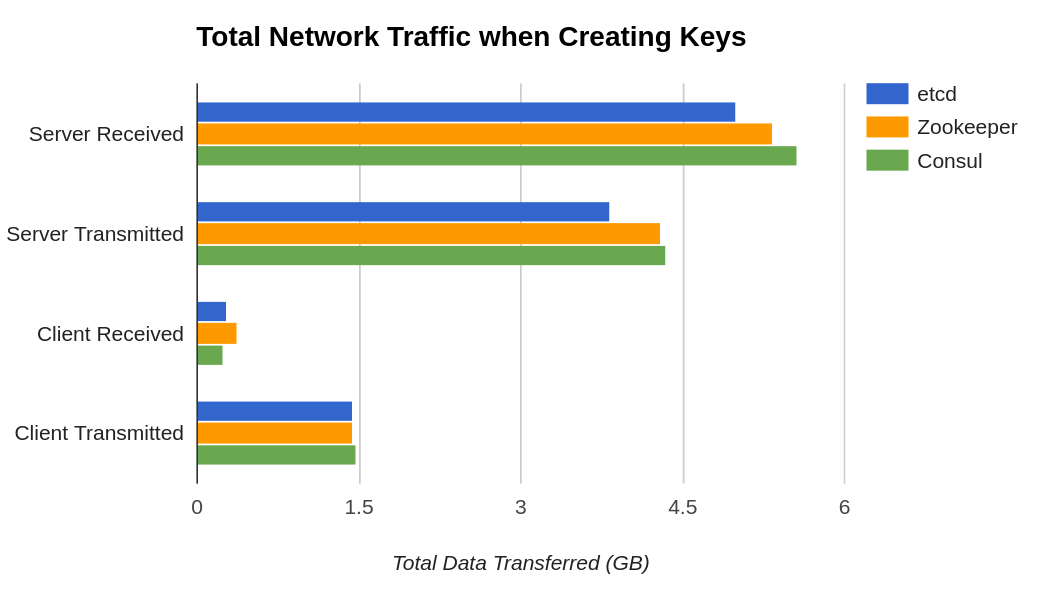 Total Network Traffic when Creating Keys
etcd
Zookeeper
Consul
Server Received
Server Transmitted
Client Received
Client Transmitted
0 1.5 3 4.5 6
Total Data Transferred (GB)